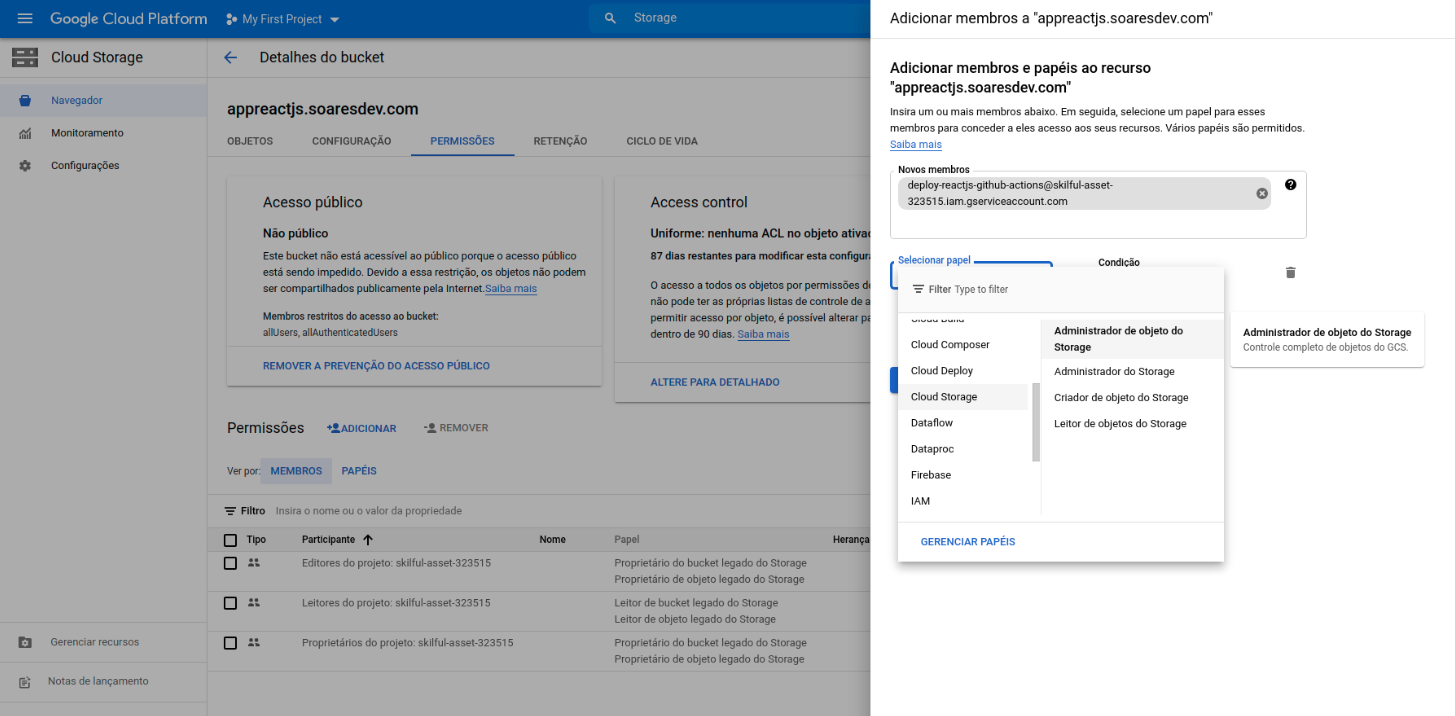 Google Cloud Platform
My First Project
Storage
Cloud Storage
Navegador
Monitoramento
Configurações
Gerenciar recursos
Notas de lançamento
Detalhes do bucket
appreactjs.soaresdev.com
OBJETOS CONFIGURAÇÃO PERMISSÕES RETENÇÃO CICLO DE VIDA
Acesso público
Não público
Este bucket não está acessível ao público porque o acesso público
está sendo impedido. Devido a essa restrição, os objetos não podem
ser compartilhados publicamente pela Internet.Saiba mais
Membros restritos do acesso ao bucket:
allUsers, allAuthenticatedUsers
REMOVER A PREVENÇÃO DO ACESSO PÚBLICO
Access control
Uniforme: nenhuma ACL no objeto ativa
87 dias restantes para modificar esta configura
O acesso a todos os objetos por permissões de
não pode ter as próprias listas de controle de a
permitir acesso por objeto, é possível alterar pa
dentro de 90 dias. Saiba mais
ALTERE PARA DETALHADO
Permissões ADICIONAR REMOVER
Ver por: MEMBROS PAPÉIS
Filtro Insira o nome ou o valor da propriedade
Tipo Participante Nome Papel Herança
Editores do projeto: skilful-asset-323515 Proprietário do bucket legado do Storage
Proprietário de objeto legado do Storage
Leitores do projeto: skilful-asset-323515 Leitor de bucket legado do Storage
Leitor de objeto legado do Storage
Proprietários do projeto: skilful-asset-323515 Proprietário do bucket legado do Storage
Proprietário de objeto legado do Storage
Adicionar membros a "appreactjs.soaresdev.com"
Adicionar membros e papéis ao recurso
"appreactjs.soaresdev.com"
Insira um ou mais membros abaixo. Em seguida, selecione um papel para esses
membros para conceder a eles acesso aos seus recursos. Vários papéis são permitidos.
Saiba mais
Novos membros
deploy-reactjs-github-actions@skilful-asset-
323515.iam.gserviceaccount.com
Selecionar papel
Condição
Filter Type to filter
Cloud Build
Cloud Composer
Cloud Deploy
Cloud Storage
Dataflow
Dataproc
Firebase
IAM
Administrador de objeto do
Storage
Administrador do Storage
Criador de objeto do Storage
Leitor de objetos do Storage
GERENCIAR PAPÉIS
Administrador de objeto do Storage
Controle completo de objetos do GCS.